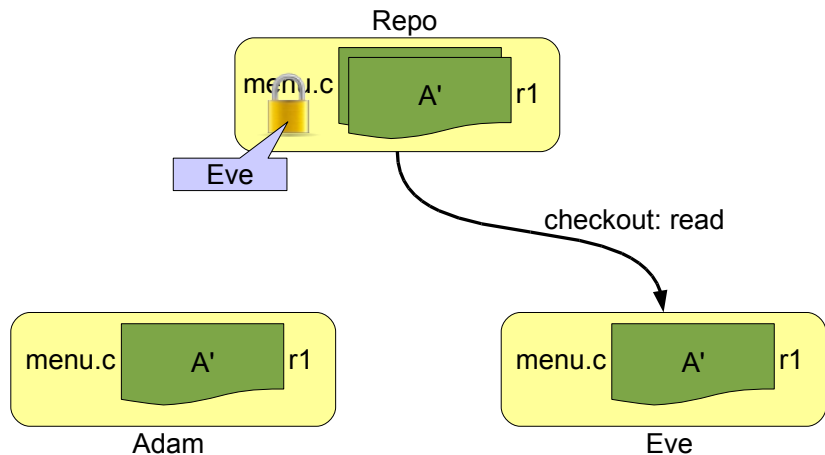 Repo
menu.c A' r1
Eve
checkout: read
menu.c A' r1
menu.c A' r1
Adam
Eve